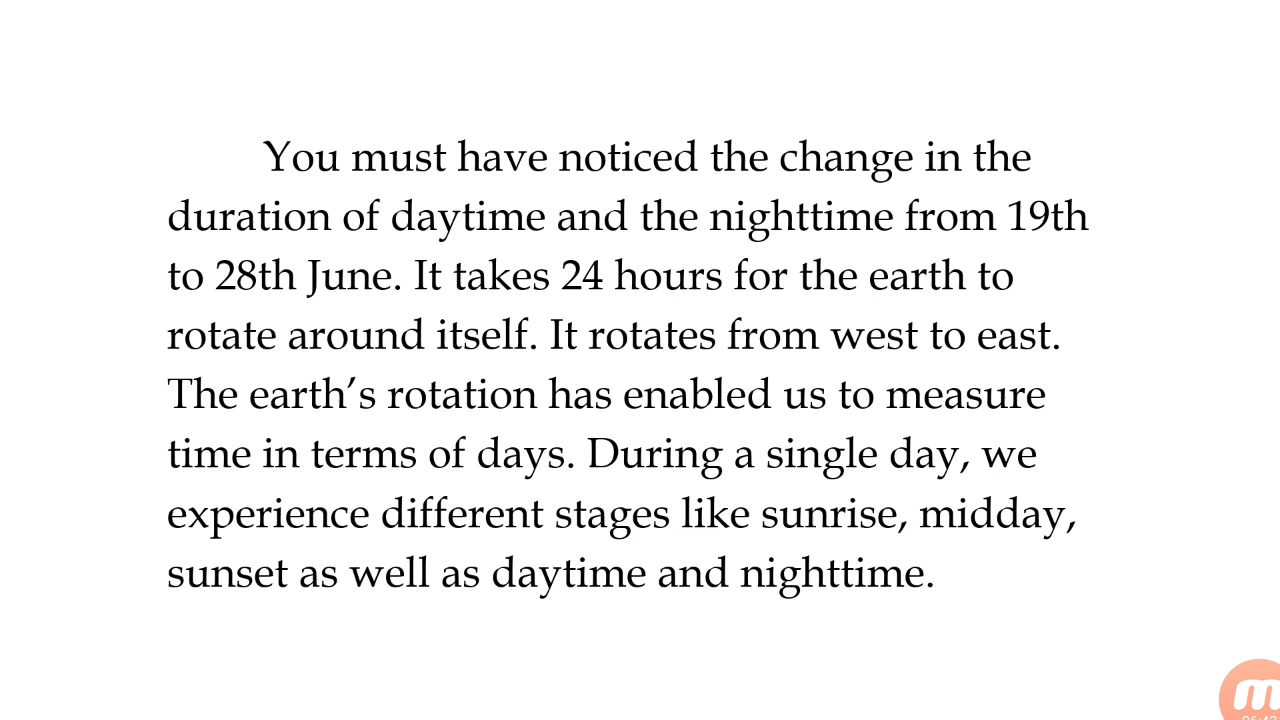 You must have noticed the change in the
duration of daytime and the nighttime from 19th
to 28th June. It takes 24 hours for the earth to
rotate around itself. It rotates from west to east.
The earth’s rotation has enabled us to measure
time in terms of days. During a single day, we
experience different stages like sunrise, midday,
sunset as well as daytime and nighttime.